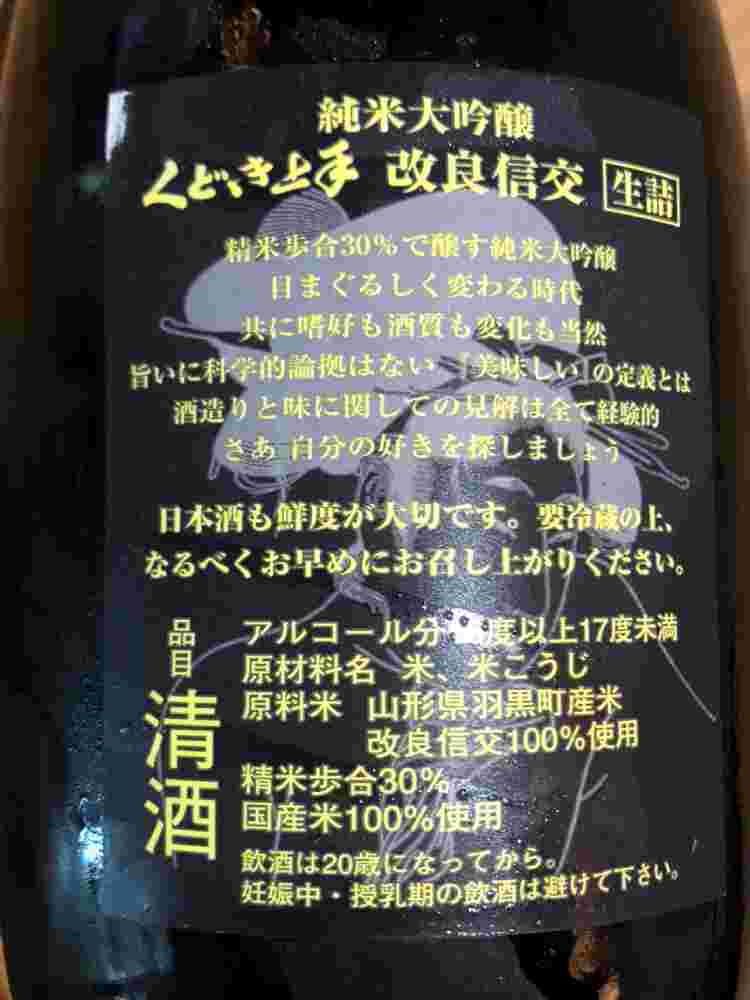 純米大吟醸
くどき上手 改良信交 生詰
精米歩合30%で醸す純米大吟醸
目まぐるしく変わる時代
共に嗜好も酒質も変化も当然
旨いに科学的論拠はない 「美味しい」の定義とは
酒造りと味に関しての見解は全て経験的
さあ 自分の好きを探しましょう
日本酒も鮮度が大切です。要冷蔵の上、
なるべくお早めにお召し上がりください。
品目 清酒
アルコール分 度以上17度未満
原材料名 米、米こうじ
原料米 山形県羽黒町産米
改良信交100%使用
精米歩合30%
国産米100%使用
飲酒は20歳になってから。
妊娠中・授乳期の飲酒は避けて下さい。